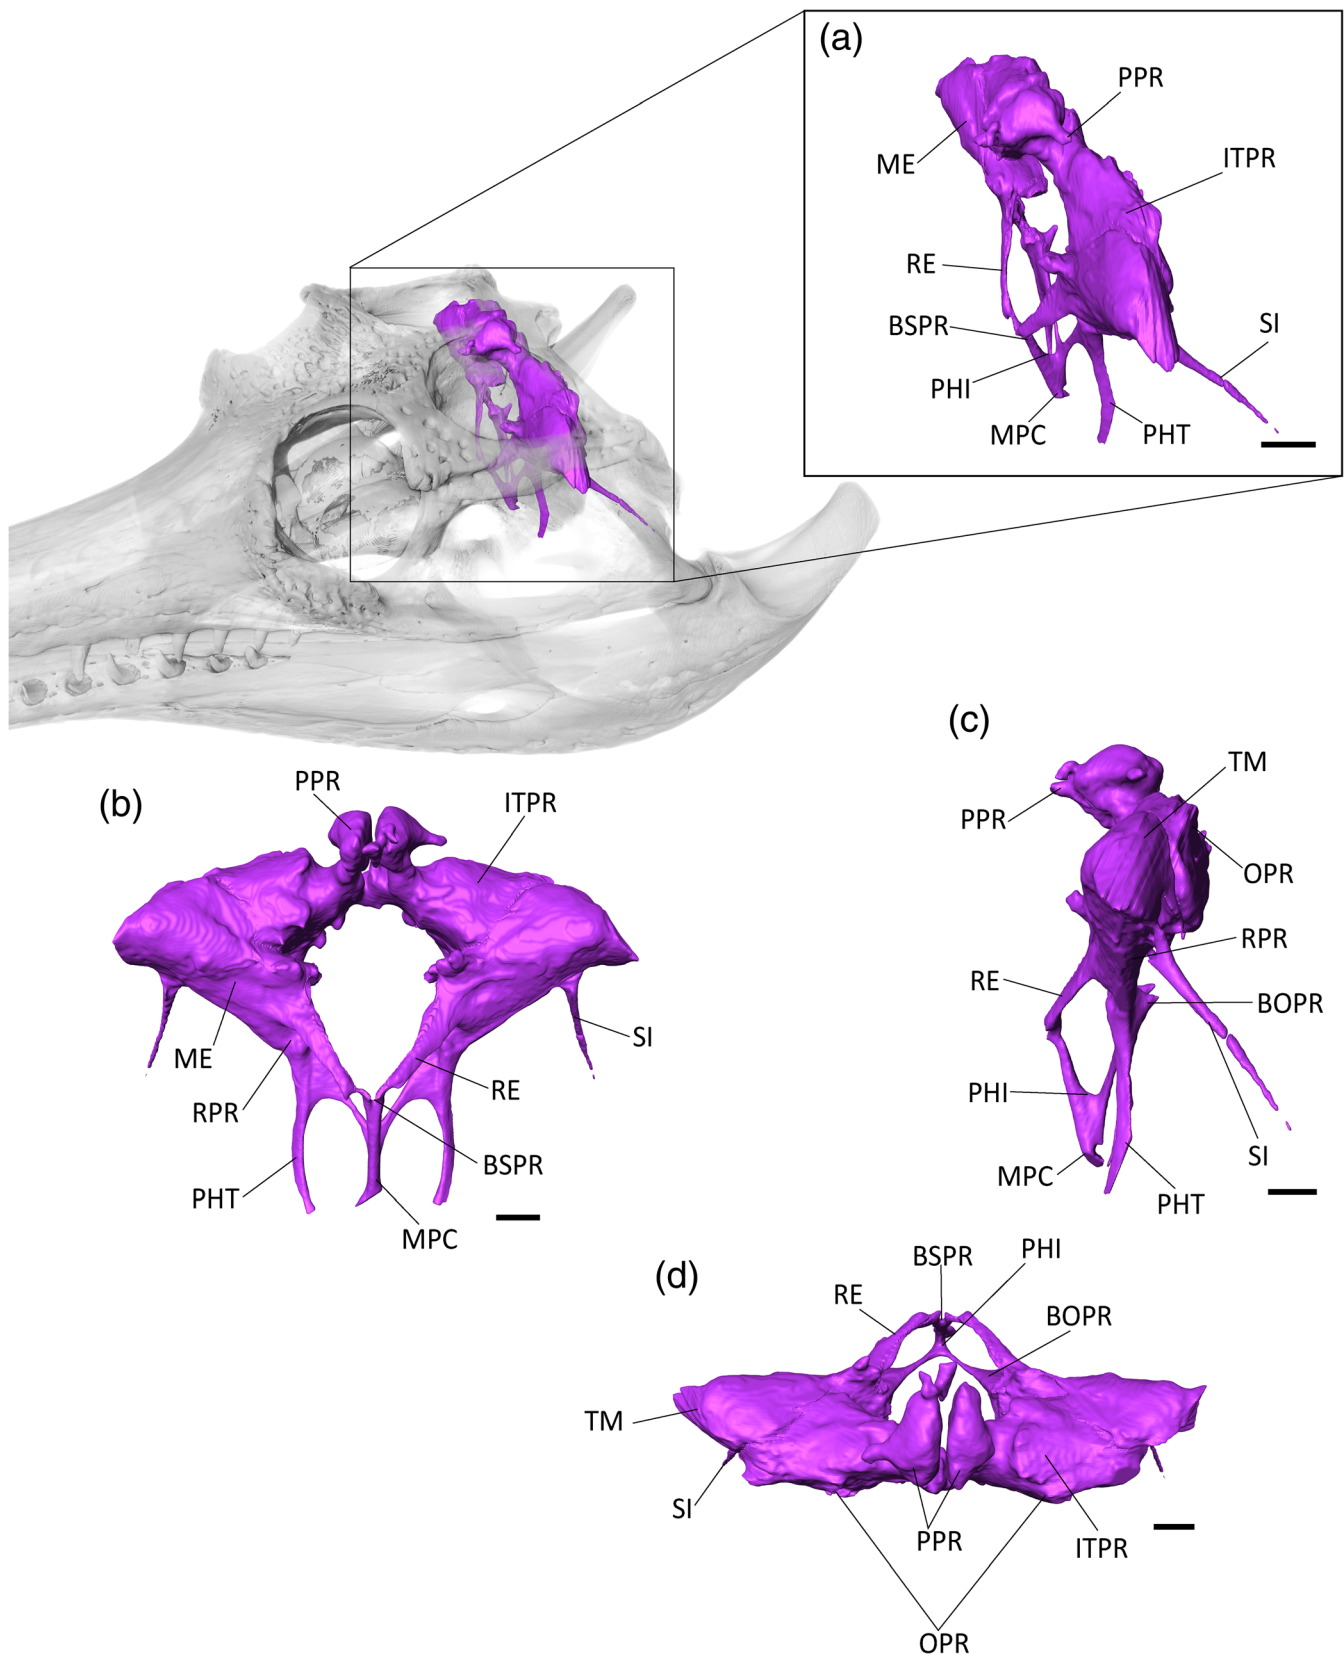 (a)
PPR
ME
ITPR
RE
BSPR
SI
PHI
MPC
PHT
(b)
PPR
ITPR
ME
SI
RPR
RE
BSPR
PHT
MPC
(c)
TM
PPR
OPR
RPR
RE
BOPR
PHI
SI
MPC
PHT
(d)
BSPR
PHI
RE
BOPR
TM
SI
PPR
ITPR
OPR